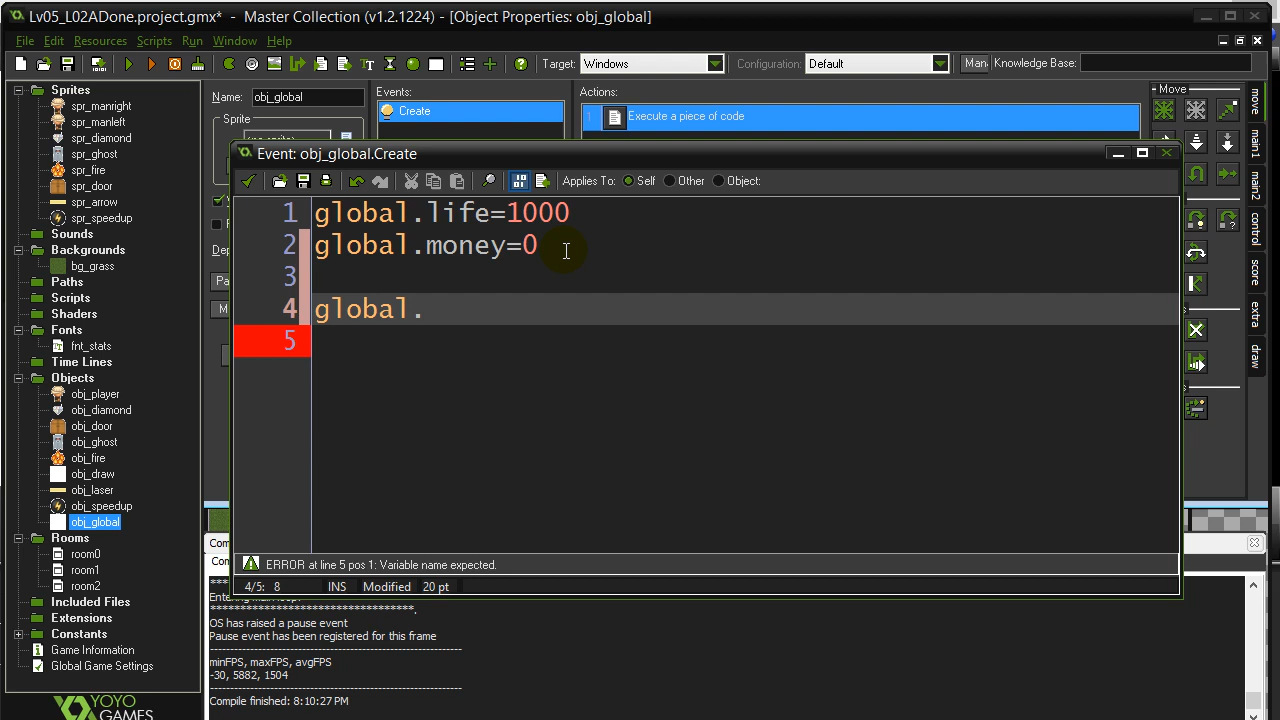 Lv05_L02ADone.project.gmx* - Master Collection (v1.2.1224) - [Object Properties: obj_global]
File Edit Resources Scripts Run Window Help
Target: Windows Configuration: Default Man Knowledge Base:
Sprites
spr_manright
spr_manleft
spr_diamond
spr_ghost
spr_fire
spr_door
spr_arrow
spr_speedup
Sounds
Backgrounds
bg_grass
Paths
Scripts
Shaders
Fonts
fnt_stats
Time Lines
Objects
obj_player
obj_diamond
obj_door
obj_ghost
obj_fire
obj_draw
obj_laser
obj_speedup
obj_global
Rooms
room0
room1
room2
Included Files
Extensions
Constants
Game Information
Global Game Settings
YOYO
GAMES
Name: obj_global
Sprite
Events:
Create
Actions:
1 Execute a piece of code
Move
move
main1
main2
control
score
extra
draw
Event: obj_global.Create
Applies To: Self Other Object
1 global.life=1000
2 global.money=0
3
4 global.
5
ERROR at line 5 pos 1: Variable name expected.
4/5: 8 INS Modified 20 pt
**********************************.
OS has raised a pause event
Pause event has been registered for this frame
minFPS, maxFPS, avgFPS
-30, 5882, 1504
Compile finished: 8:10:27 PM